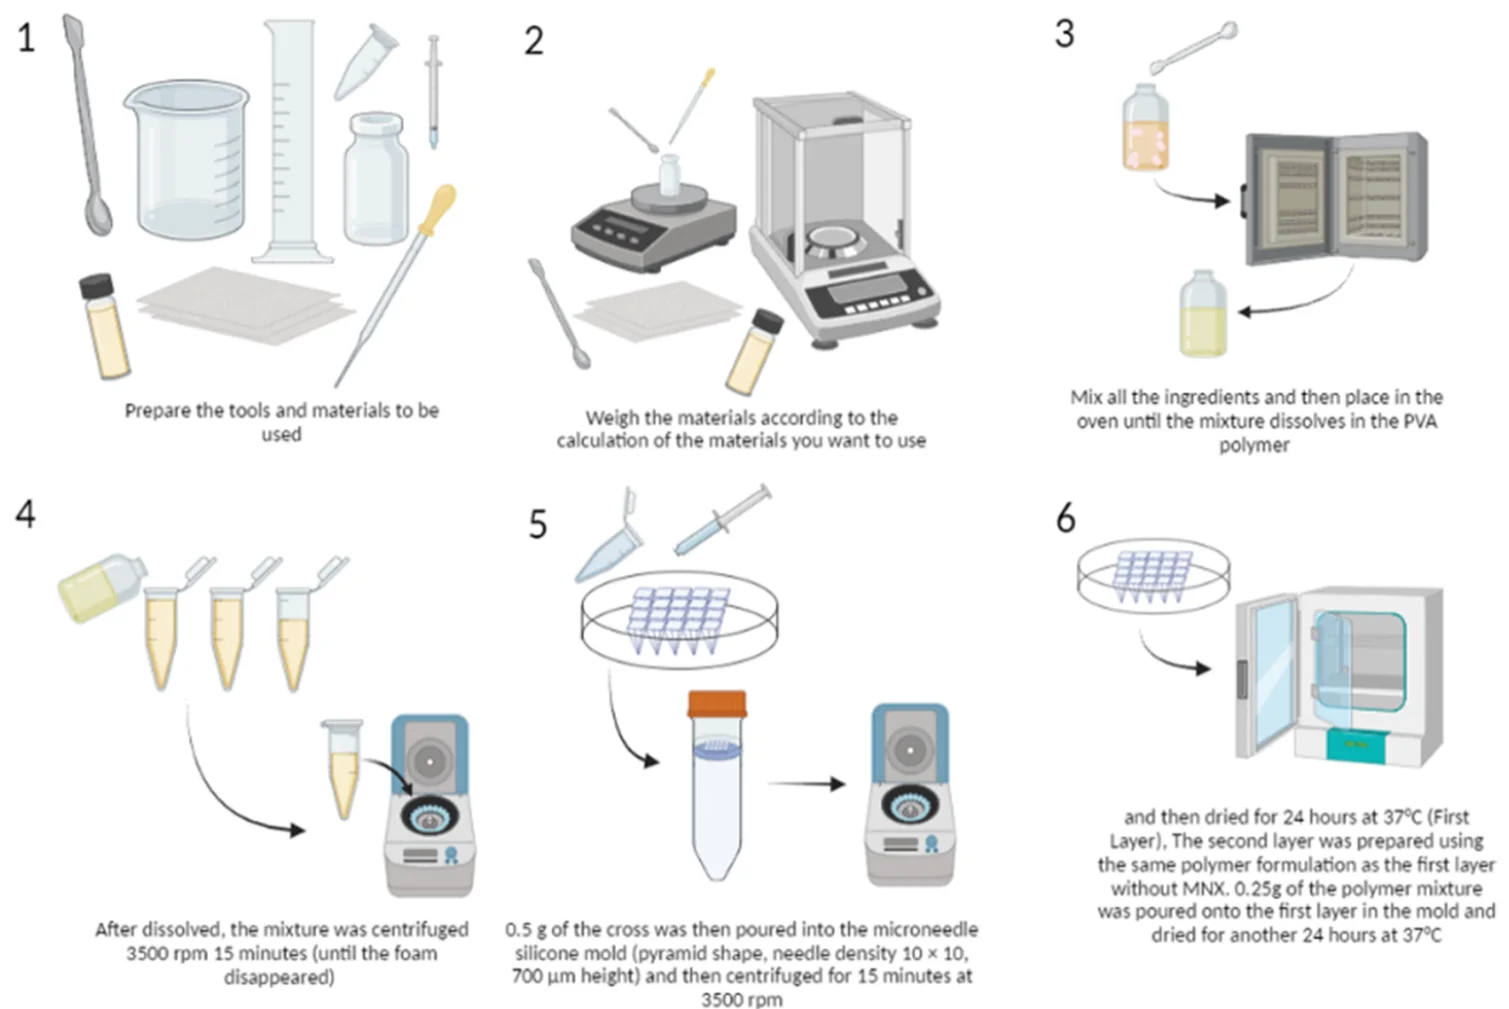 1
Prepare the tools and materials to be
used
2
Weigh the materials according to the
calculation of the materials you want to use
3
Mix all the ingredients and then place in the
oven until the mixture dissolves in the PVA
polymer
4
After dissolved, the mixture was centrifuged
3500 rpm 15 minutes (until the foam
disappeared)
5
0.5 g of the cross was then poured into the microneedle
silicone mold (pyramid shape, needle density 10 × 10,
700 µm height) and then centrifuged for 15 minutes at
3500 rpm
6
and then dried for 24 hours at 37°C (First
Layer), The second layer was prepared using
the same polymer formulation as the first layer
without MNX. 0.25g of the polymer mixture
was poured onto the first layer in the mold and
dried for another 24 hours at 37°C